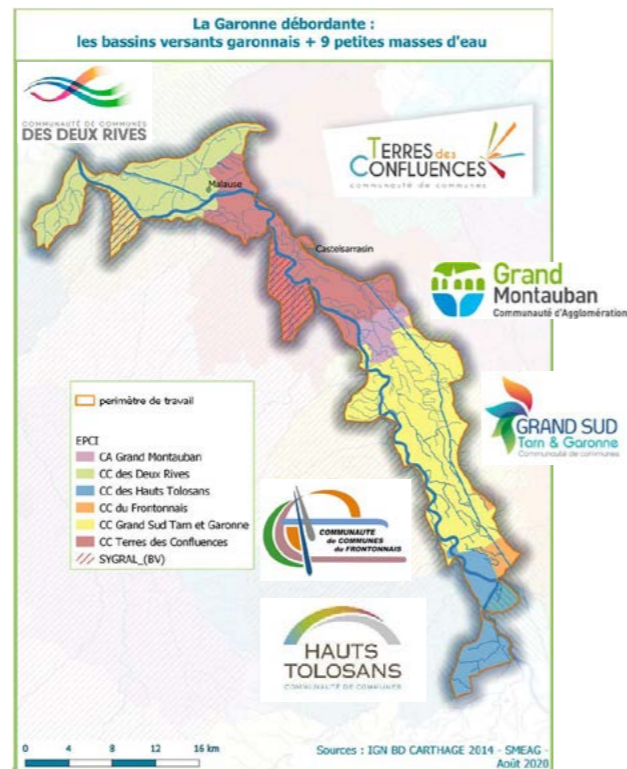 La Garonne débordante :
les bassins versants garonnais + 9 petites masses d'eau
COMMUNAUTÉ DE COMMUNES
DES DEUX RIVES
TERRES des
CONFLUENCES
communauté de communes
Malause
Castelsarrasin
Grand
Montauban
Communauté d'Agglomération
GRAND SUD
Tarn & Garonne
Communauté de communes
périmètre de travail
EPCI
CA Grand Montauban
CC des Deux Rives
CC des Hauts Tolosans
CC du Frontonnais
CC Grand Sud Tarn et Garonne
CC Terres des Confluences
SYGRAL_(BV)
COMMUNAUTE
de COMMUNES
du FRONTONNAIS
HAUTS
TOLOSANS
COMMUNAUTÉ DE COMMUNES
0 4 8 12 16 km
Sources : IGN BD CARTHAGE 2014 - SMEAG -
Août 2020